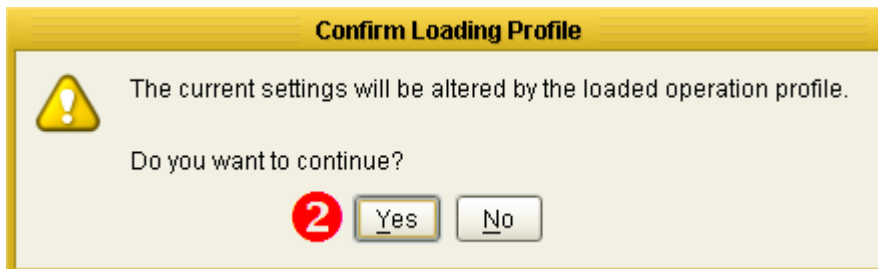 Confirm Loading Profile
The current settings will be altered by the loaded operation profile.
Do you want to continue?
2 Yes No